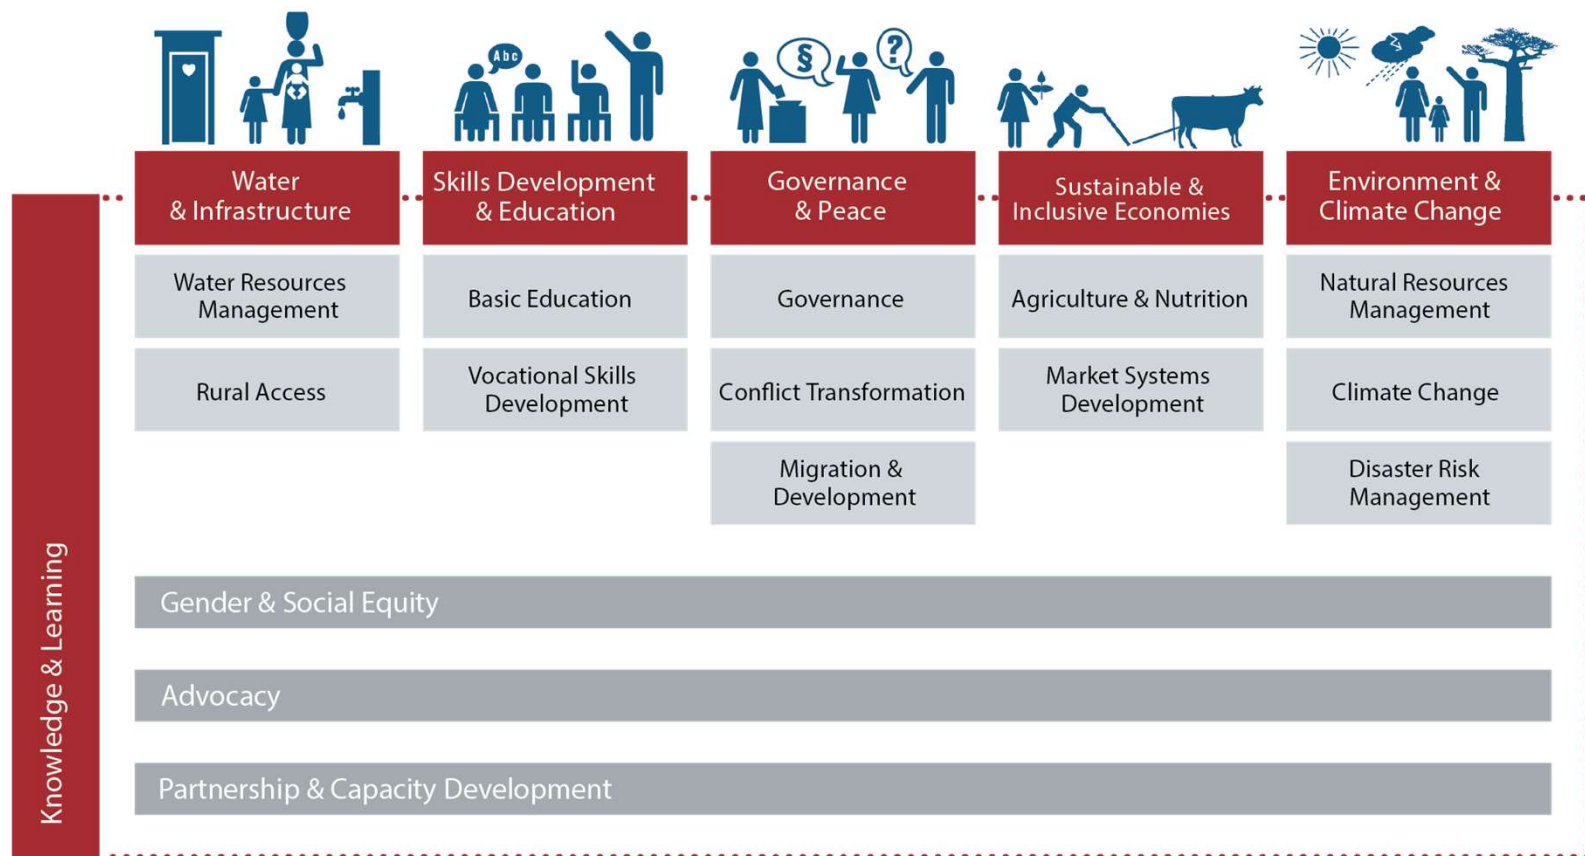 Abc
§
?
Water
& Infrastructure
Skills Development
& Education
Governance
& Peace
Sustainable &
Inclusive Economies
Environment &
Climate Change
Water Resources
Management
Basic Education
Governance
Agriculture & Nutrition
Natural Resources
Management
Rural Access
Vocational Skills
Development
Conflict Transformation
Market Systems
Development
Climate Change
Migration &
Development
Disaster Risk
Management
Knowledge & Learning
Gender & Social Equity
Advocacy
Partnership & Capacity Development